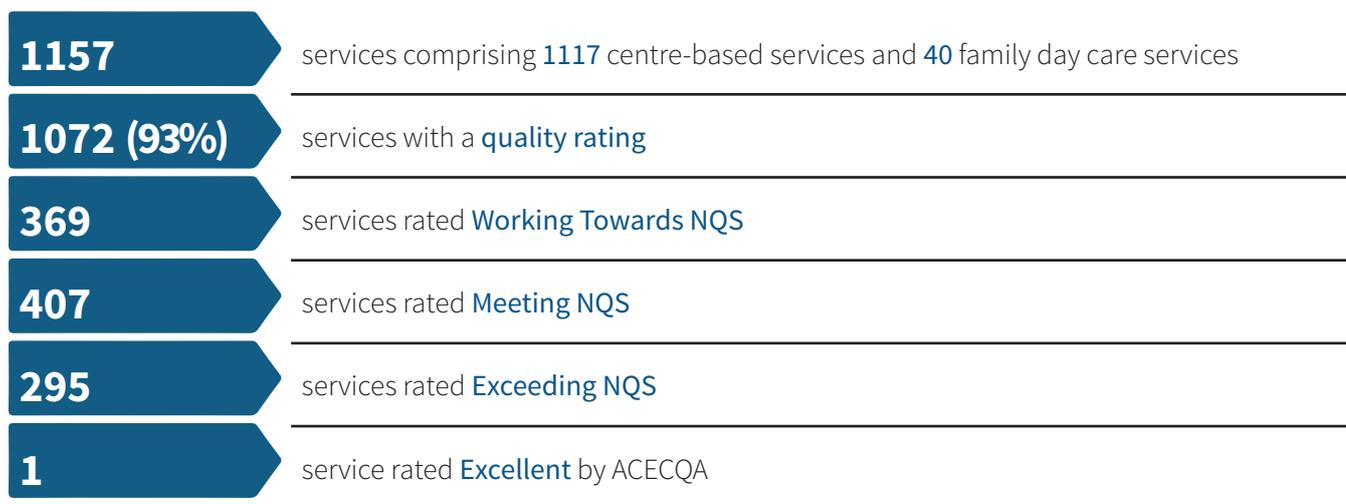 1157 services comprising 1117 centre-based services and 40 family day care services
1072 (93%) services with a quality rating
369 services rated Working Towards NQS
407 services rated Meeting NQS
295 services rated Exceeding NQS
1 service rated Excellent by ACECQA